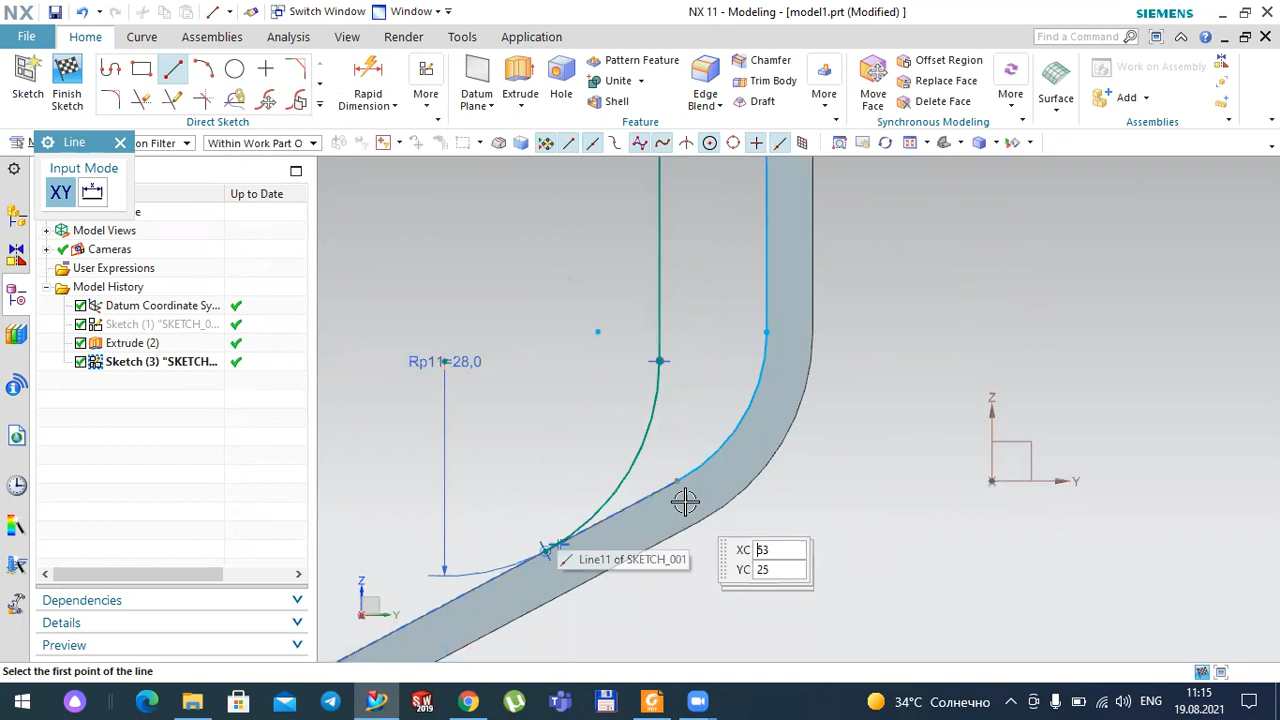 NX
Switch Window
Window
NX 11 - Modeling - [model1.prt (Modified) ]
SIEMENS
File
Home
Curve
Assemblies
Analysis
View
Render
Tools
Application
Find a Command
Sketch
Finish Sketch
Rapid Dimension
More
Datum Plane
Extrude
Hole
Pattern Feature
Unite
Shell
Edge Blend
Chamfer
Trim Body
Draft
More
Move Face
Offset Region
Replace Face
Delete Face
More
Surface
Work on Assembly
Add
Direct Sketch
Feature
Synchronous Modeling
Assemblies
Line
on Filter
Within Work Part O
Input Mode
XY
Up to Date
Model Views
Cameras
User Expressions
Model History
Datum Coordinate Sy...
Sketch (1) "SKETCH_0...
Extrude (2)
Sketch (3) "SKETCH...
Dependencies
Details
Preview
Rp11=28,0
Line11 of SKETCH_001
XC 53
YC 25
Z
Y
Z
Y
Select the first point of the line
34°C Солнечно
ENG
11:15
19.08.2021